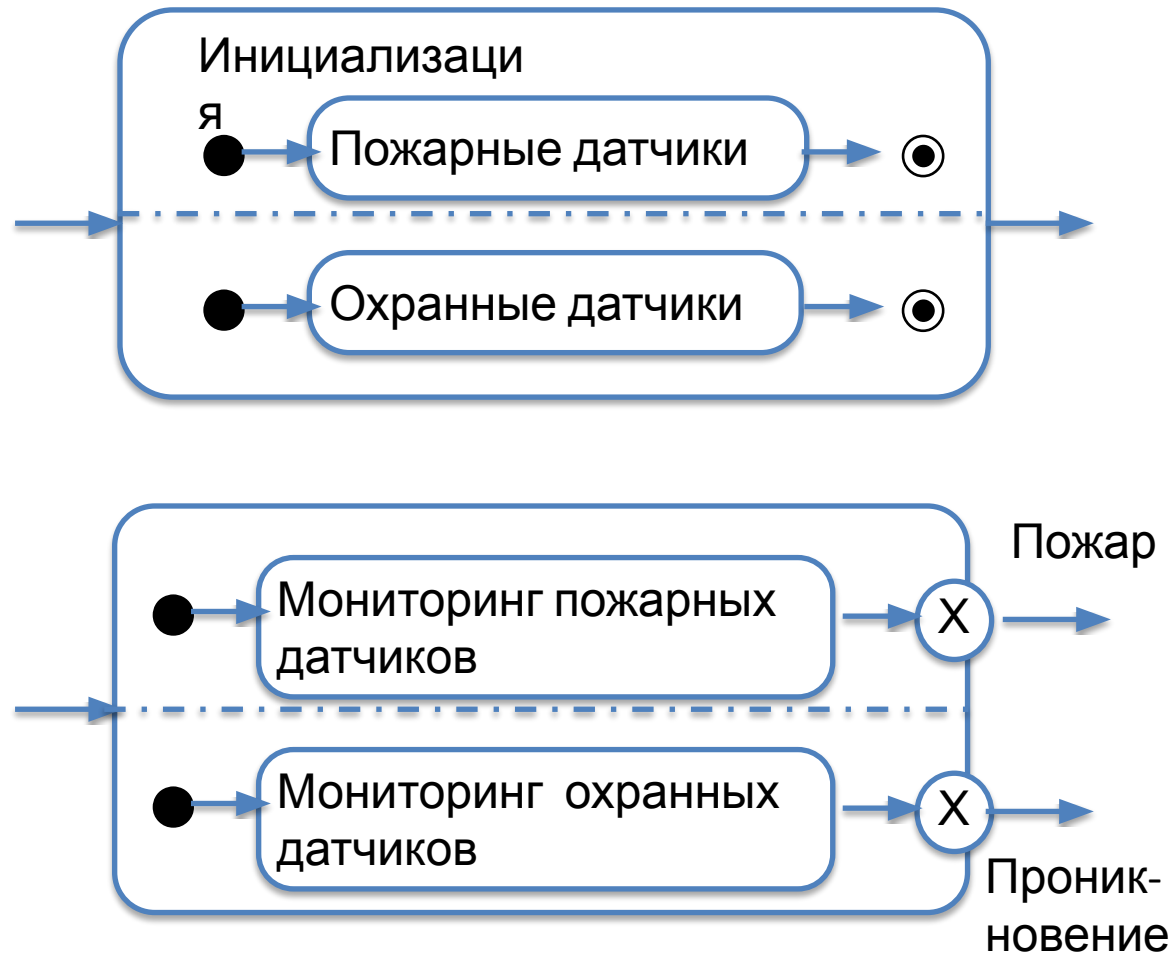 Инициализаци
я
Пожарные датчики
Охранные датчики
Пожар
Мониторинг пожарных
датчиков
X
Мониторинг охранных
датчиков
X
Проник-
новение